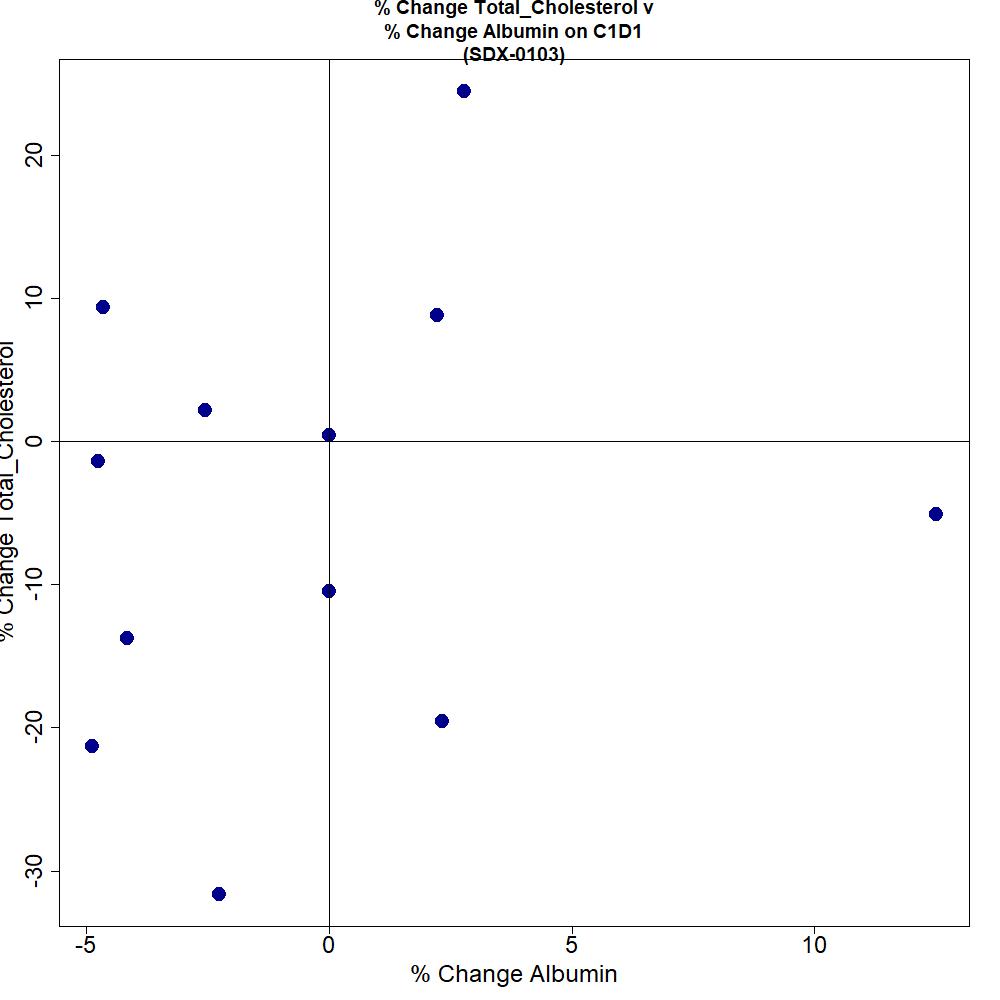 % Change Total_Cholesterol v
% Change Albumin on C1D1
(SDX-0103)
% Change Total_Cholesterol
20
10
0
-10
-20
-30
-5
0
5
10
% Change Albumin